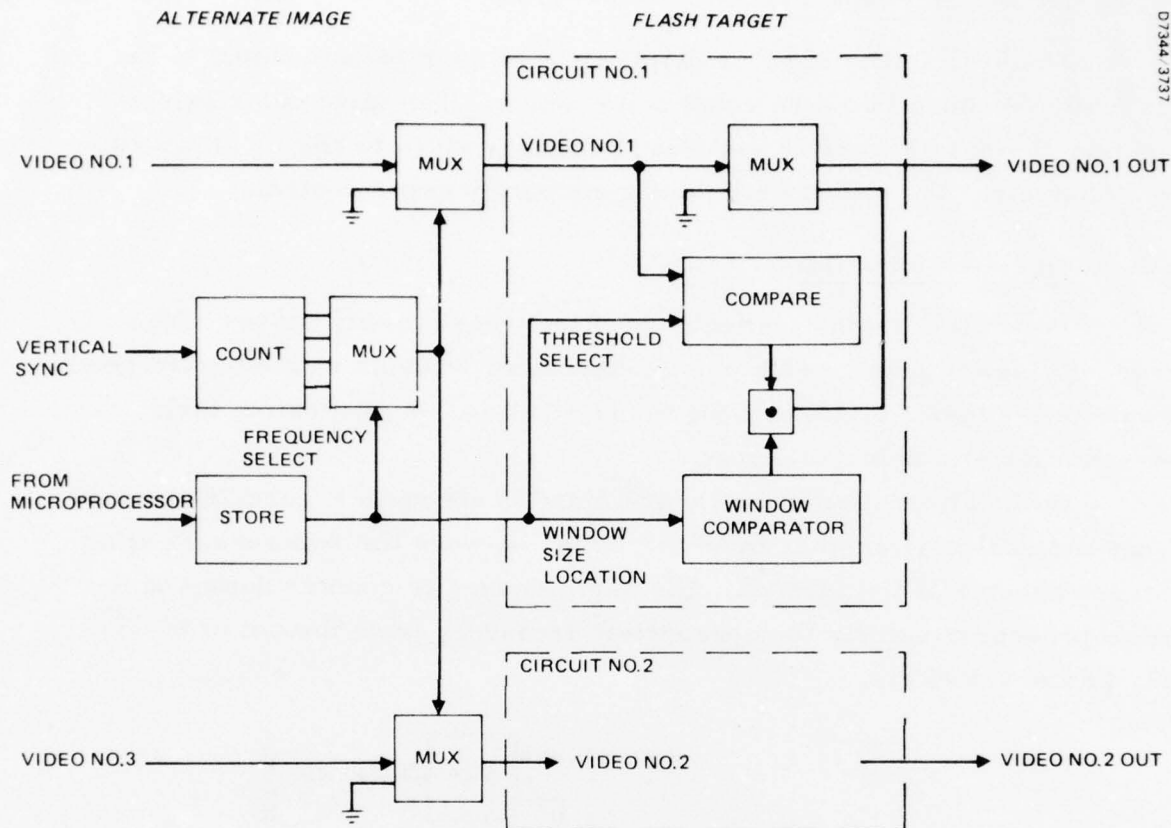 ALTERNATE IMAGE
FLASH TARGET
D7344/3737
CIRCUIT NO.1
VIDEO NO.1
MUX
VIDEO NO.1
MUX
VIDEO NO.1 OUT
COMPARE
THRESHOLD
SELECT
VERTICAL
SYNC
COUNT
MUX
FREQUENCY
SELECT
FROM
MICROPROCESSOR
STORE
WINDOW
SIZE
LOCATION
WINDOW
COMPARATOR
CIRCUIT NO.2
VIDEO NO.3
MUX
VIDEO NO.2
VIDEO NO.2 OUT